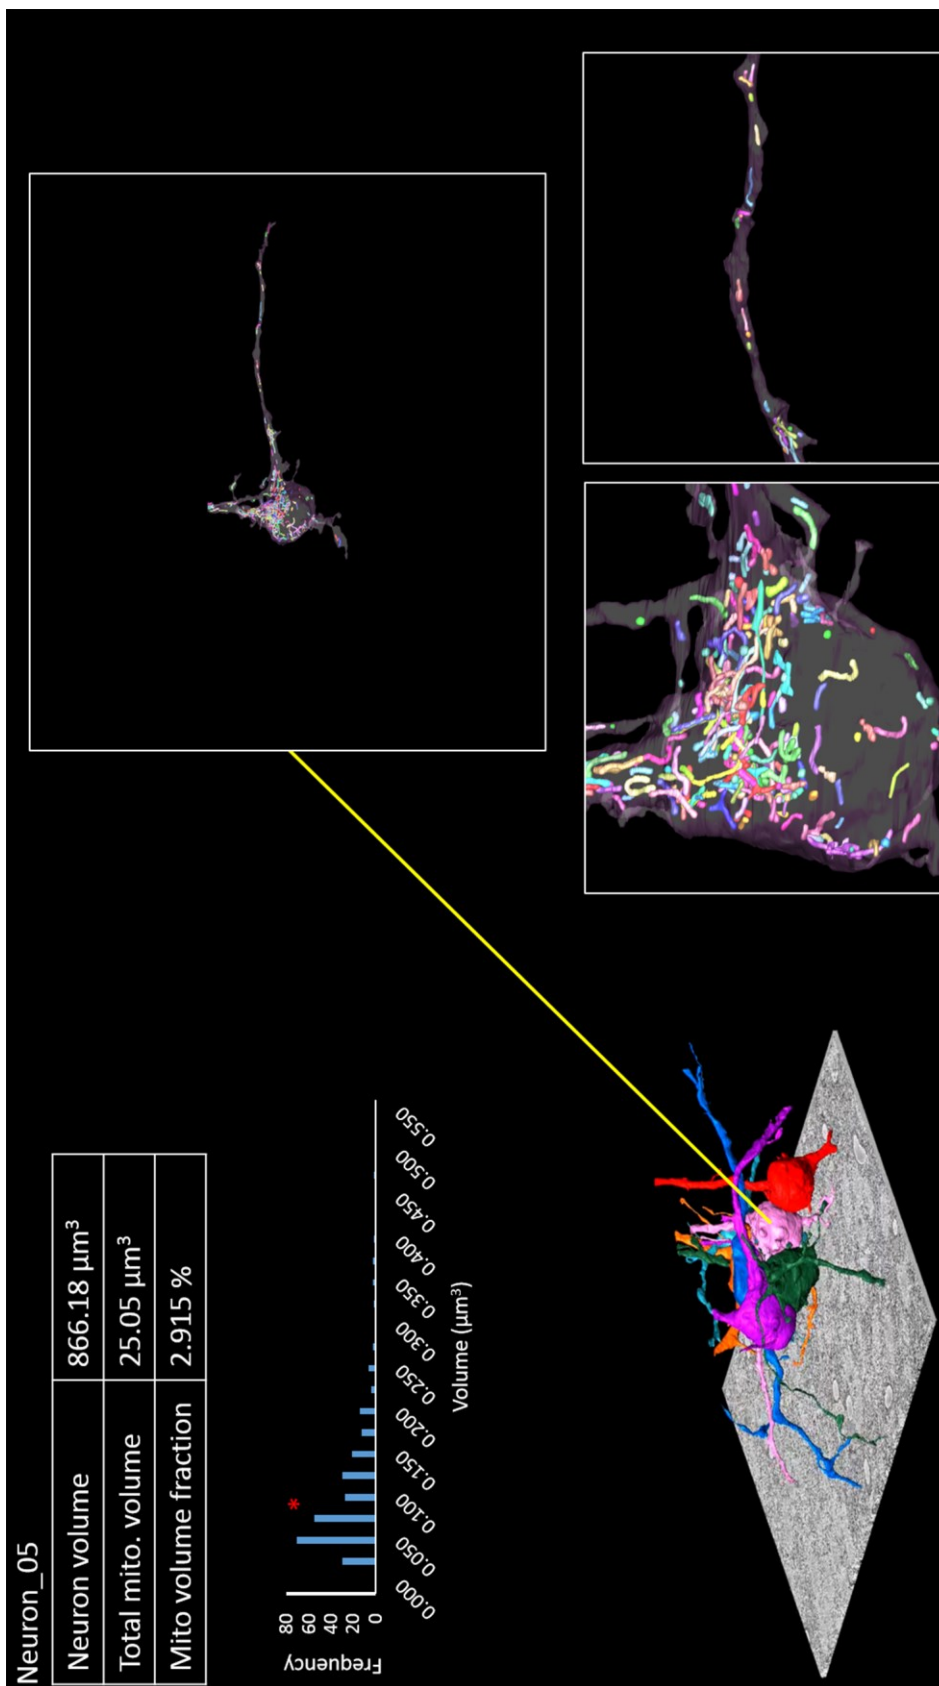 Neuron_05
Neuron volume 866.18 µm³
Total mito. volume 25.05 µm³
Mito volume fraction 2.915 %
*
80
60
40
20
0
Frequency
0.000 0.050 0.100 0.150 0.200 0.250 0.300 0.350 0.400 0.450 0.500 0.550
Volume (µm³)